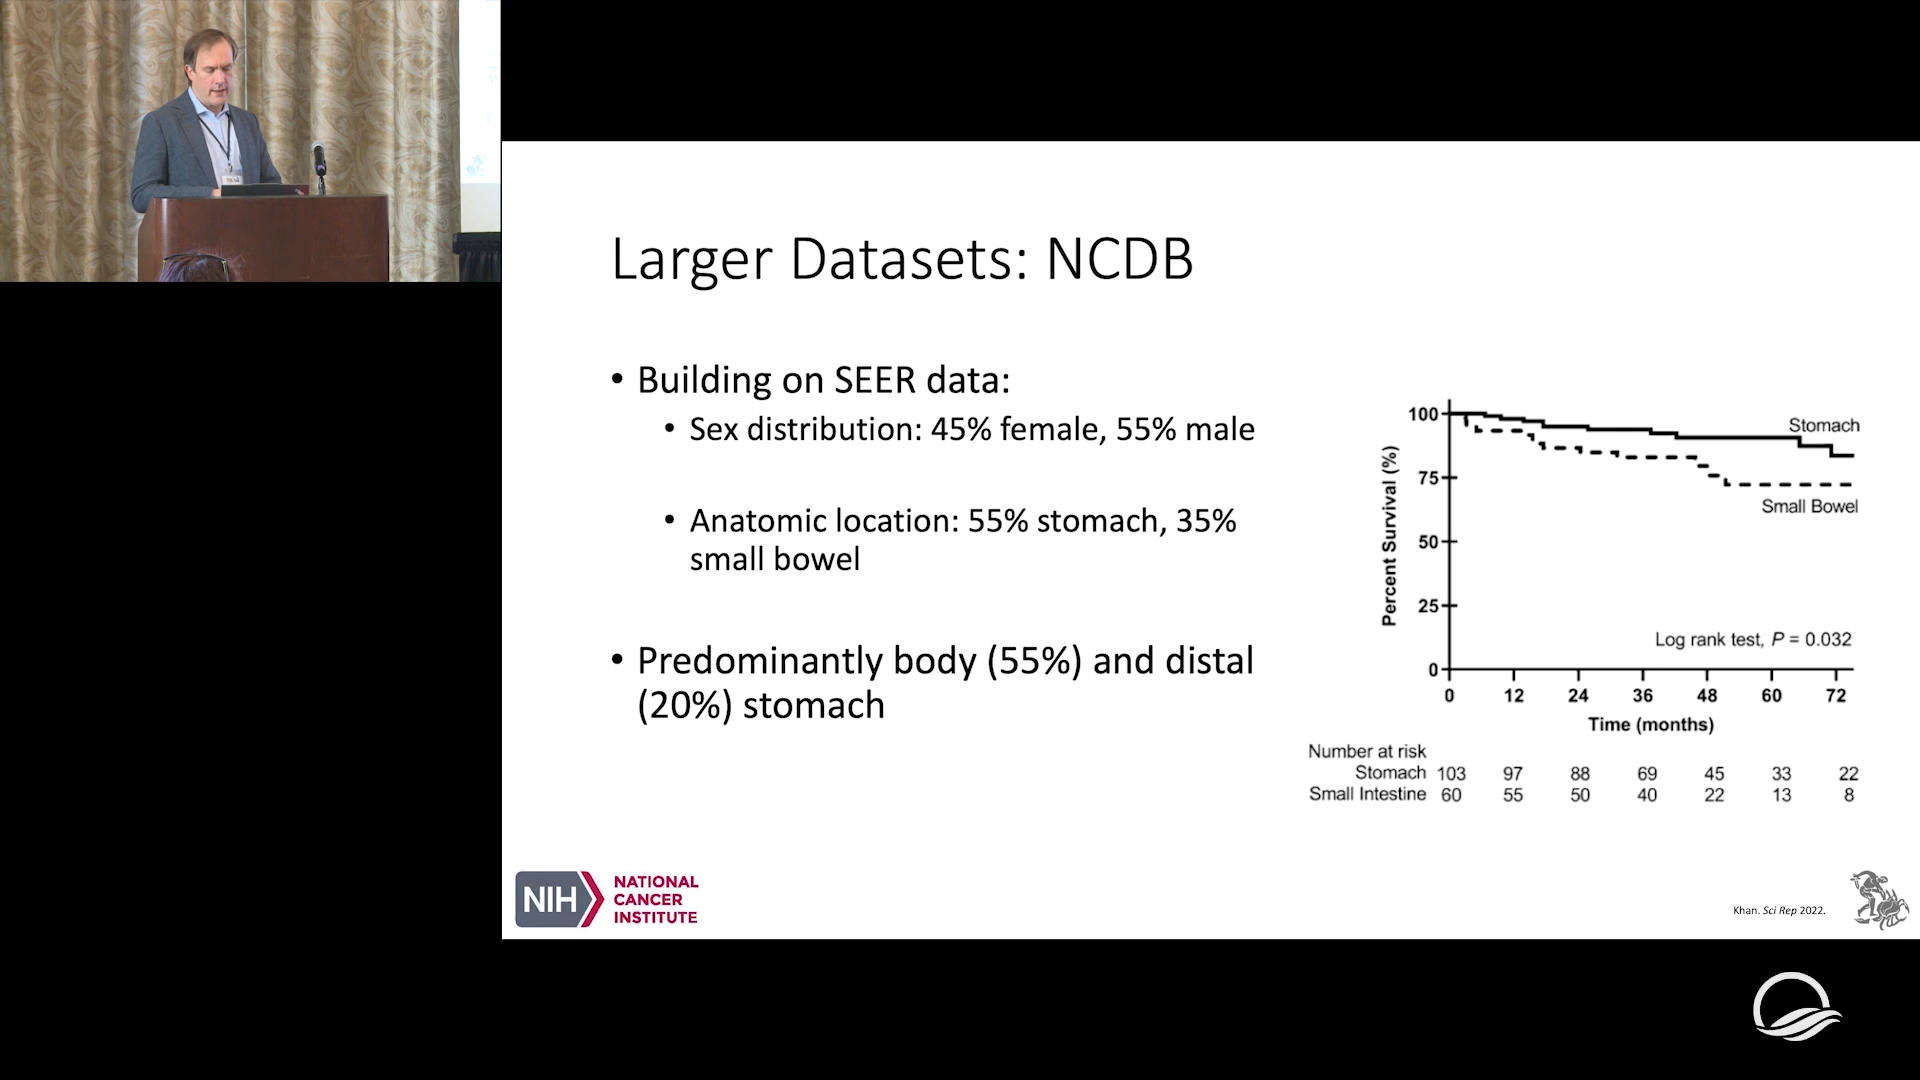 Larger Datasets: NCDB
• Building on SEER data:
• Sex distribution: 45% female, 55% male
• Anatomic location: 55% stomach, 35%
small bowel
• Predominantly body (55%) and distal
(20%) stomach
100
75
50
25
0
Percent Survival (%)
Stomach
Small Bowel
Log rank test, P = 0.032
0 12 24 36 48 60 72
Time (months)
Number at risk
Stomach 103 97 88 69 45 33 22
Small Intestine 60 55 50 40 22 13 8
NIH
NATIONAL
CANCER
INSTITUTE
Khan. Sci Rep 2022.